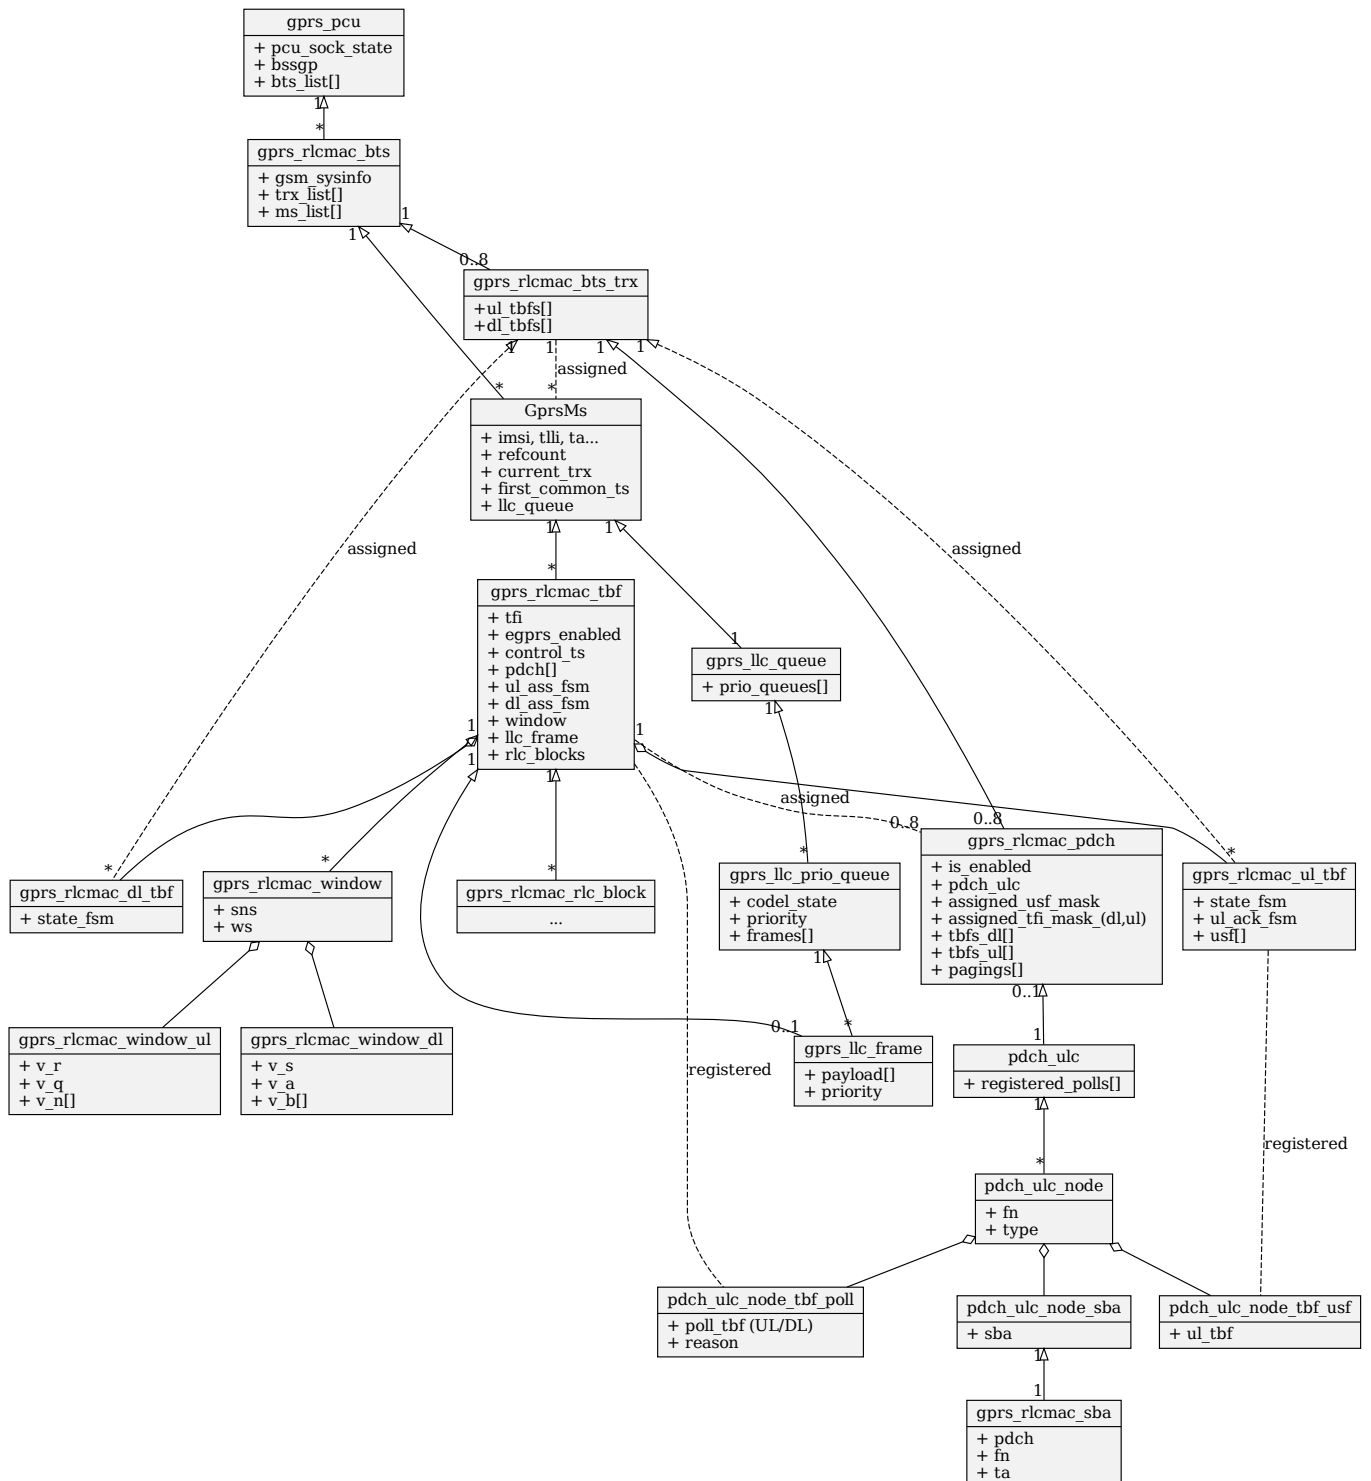 gprs_pcu
+ pcu_sock_state
+ bssgp
+ bts_list[]
1
*
gprs_rlcmac_bts
+ gsm_sysinfo
+ trx_list[]
+ ms_list[]
1
1
0..8
gprs_rlcmac_bts_trx
+ul_tbfs[]
+dl_tbfs[]
1
1
1
1
assigned
*
*
GprsMs
+ imsi, tlli, ta...
+ refcount
+ current_trx
+ first_common_ts
+ llc_queue
1
1
assigned
assigned
*
gprs_rlcmac_tbf
+ tfi
+ egprs_enabled
+ control_ts
+ pdch[]
+ ul_ass_fsm
+ dl_ass_fsm
+ window
+ llc_frame
+ rlc_blocks
1
gprs_llc_queue
+ prio_queues[]
1
1
1
1
1
assigned
0..8
0..8
*
*
*
*
*
gprs_rlcmac_dl_tbf
+ state_fsm
gprs_rlcmac_window
+ sns
+ ws
gprs_rlcmac_rlc_block
...
gprs_llc_prio_queue
+ codel_state
+ priority
+ frames[]
gprs_rlcmac_pdch
+ is_enabled
+ pdch_ulc
+ assigned_usf_mask
+ assigned_tfi_mask_(dl,ul)
+ tbfs_dl[]
+ tbfs_ul[]
+ pagings[]
gprs_rlcmac_ul_tbf
+ state_fsm
+ ul_ack_fsm
+ usf[]
1
0..1
0..1
*
1
gprs_rlcmac_window_ul
+ v_r
+ v_q
+ v_n[]
gprs_rlcmac_window_dl
+ v_s
+ v_a
+ v_b[]
gprs_llc_frame
+ payload[]
+ priority
pdch_ulc
+ registered_polls[]
registered
1
registered
*
pdch_ulc_node
+ fn
+ type
pdch_ulc_node_tbf_poll
+ poll_tbf (UL/DL)
+ reason
pdch_ulc_node_sba
+ sba
pdch_ulc_node_tbf_usf
+ ul_tbf
1
1
gprs_rlcmac_sba
+ pdch
+ fn
+ ta